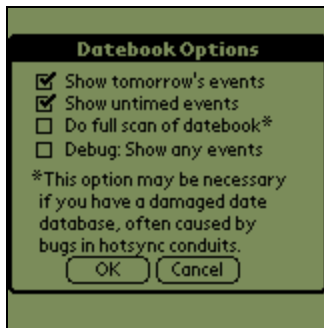 Datebook Options
Show tomorrow's events
Show untimed events
Do full scan of datebook*
Debug: Show any events
*This option may be necessary
if you have a damaged date
database, often caused by
bugs in hotsync conduits.
OK Cancel